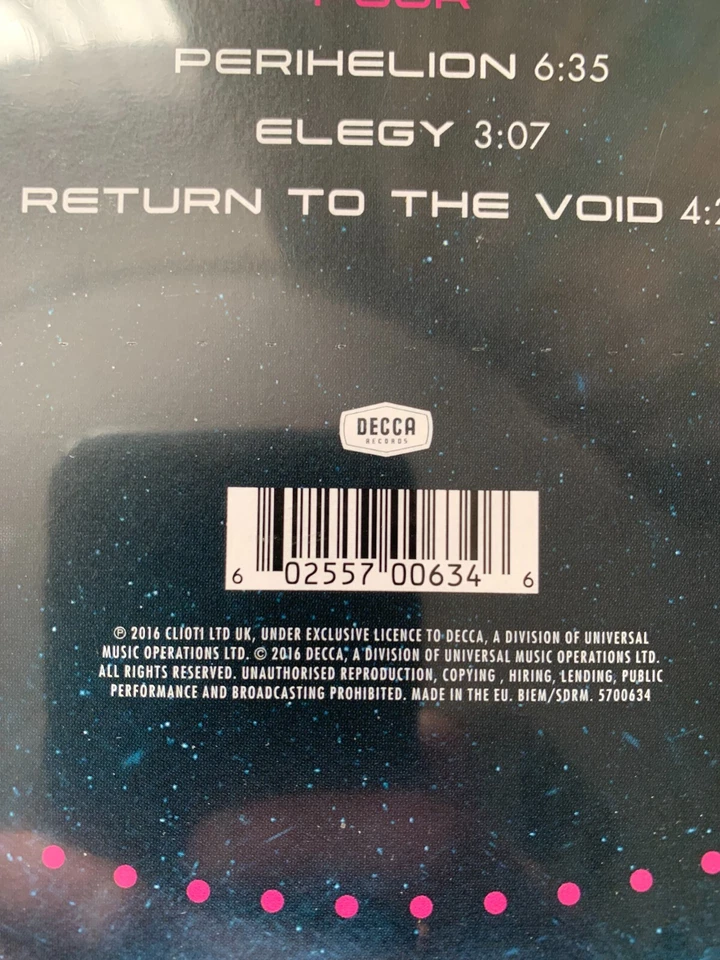 FOUR
PERIHELION 6:35
ELEGY 3:07
RETURN TO THE VOID 4:2
DECCA
RECORDS
6 02557 00634 6
℗ 2016 CLIOTI LTD UK, UNDER EXCLUSIVE LICENCE TO DECCA, A DIVISION OF UNIVERSAL
MUSIC OPERATIONS LTD. © 2016 DECCA, A DIVISION OF UNIVERSAL MUSIC OPERATIONS LTD.
ALL RIGHTS RESERVED. UNAUTHORISED REPRODUCTION, COPYING , HIRING, LENDING, PUBLIC
PERFORMANCE AND BROADCASTING PROHIBITED. MADE IN THE EU. BIEM/SDRM. 5700634